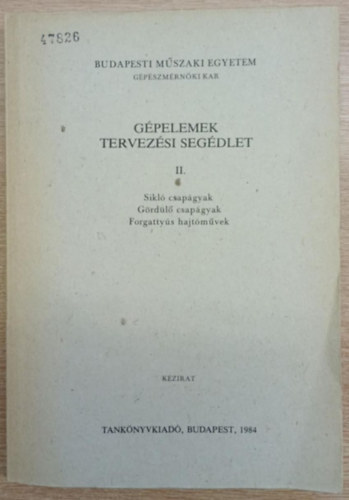 47826
BUDAPESTI MŰSZAKI EGYETEM
GÉPÉSZMÉRNÖKI KAR
GÉPELEMEK
TERVEZÉSI SEGÉDLET
II.
Sikló csapágyak
Gördülő csapágyak
Forgattyús hajtóművek
KÉZIRAT
TANKÖNYVKIADÓ, BUDAPEST, 1984